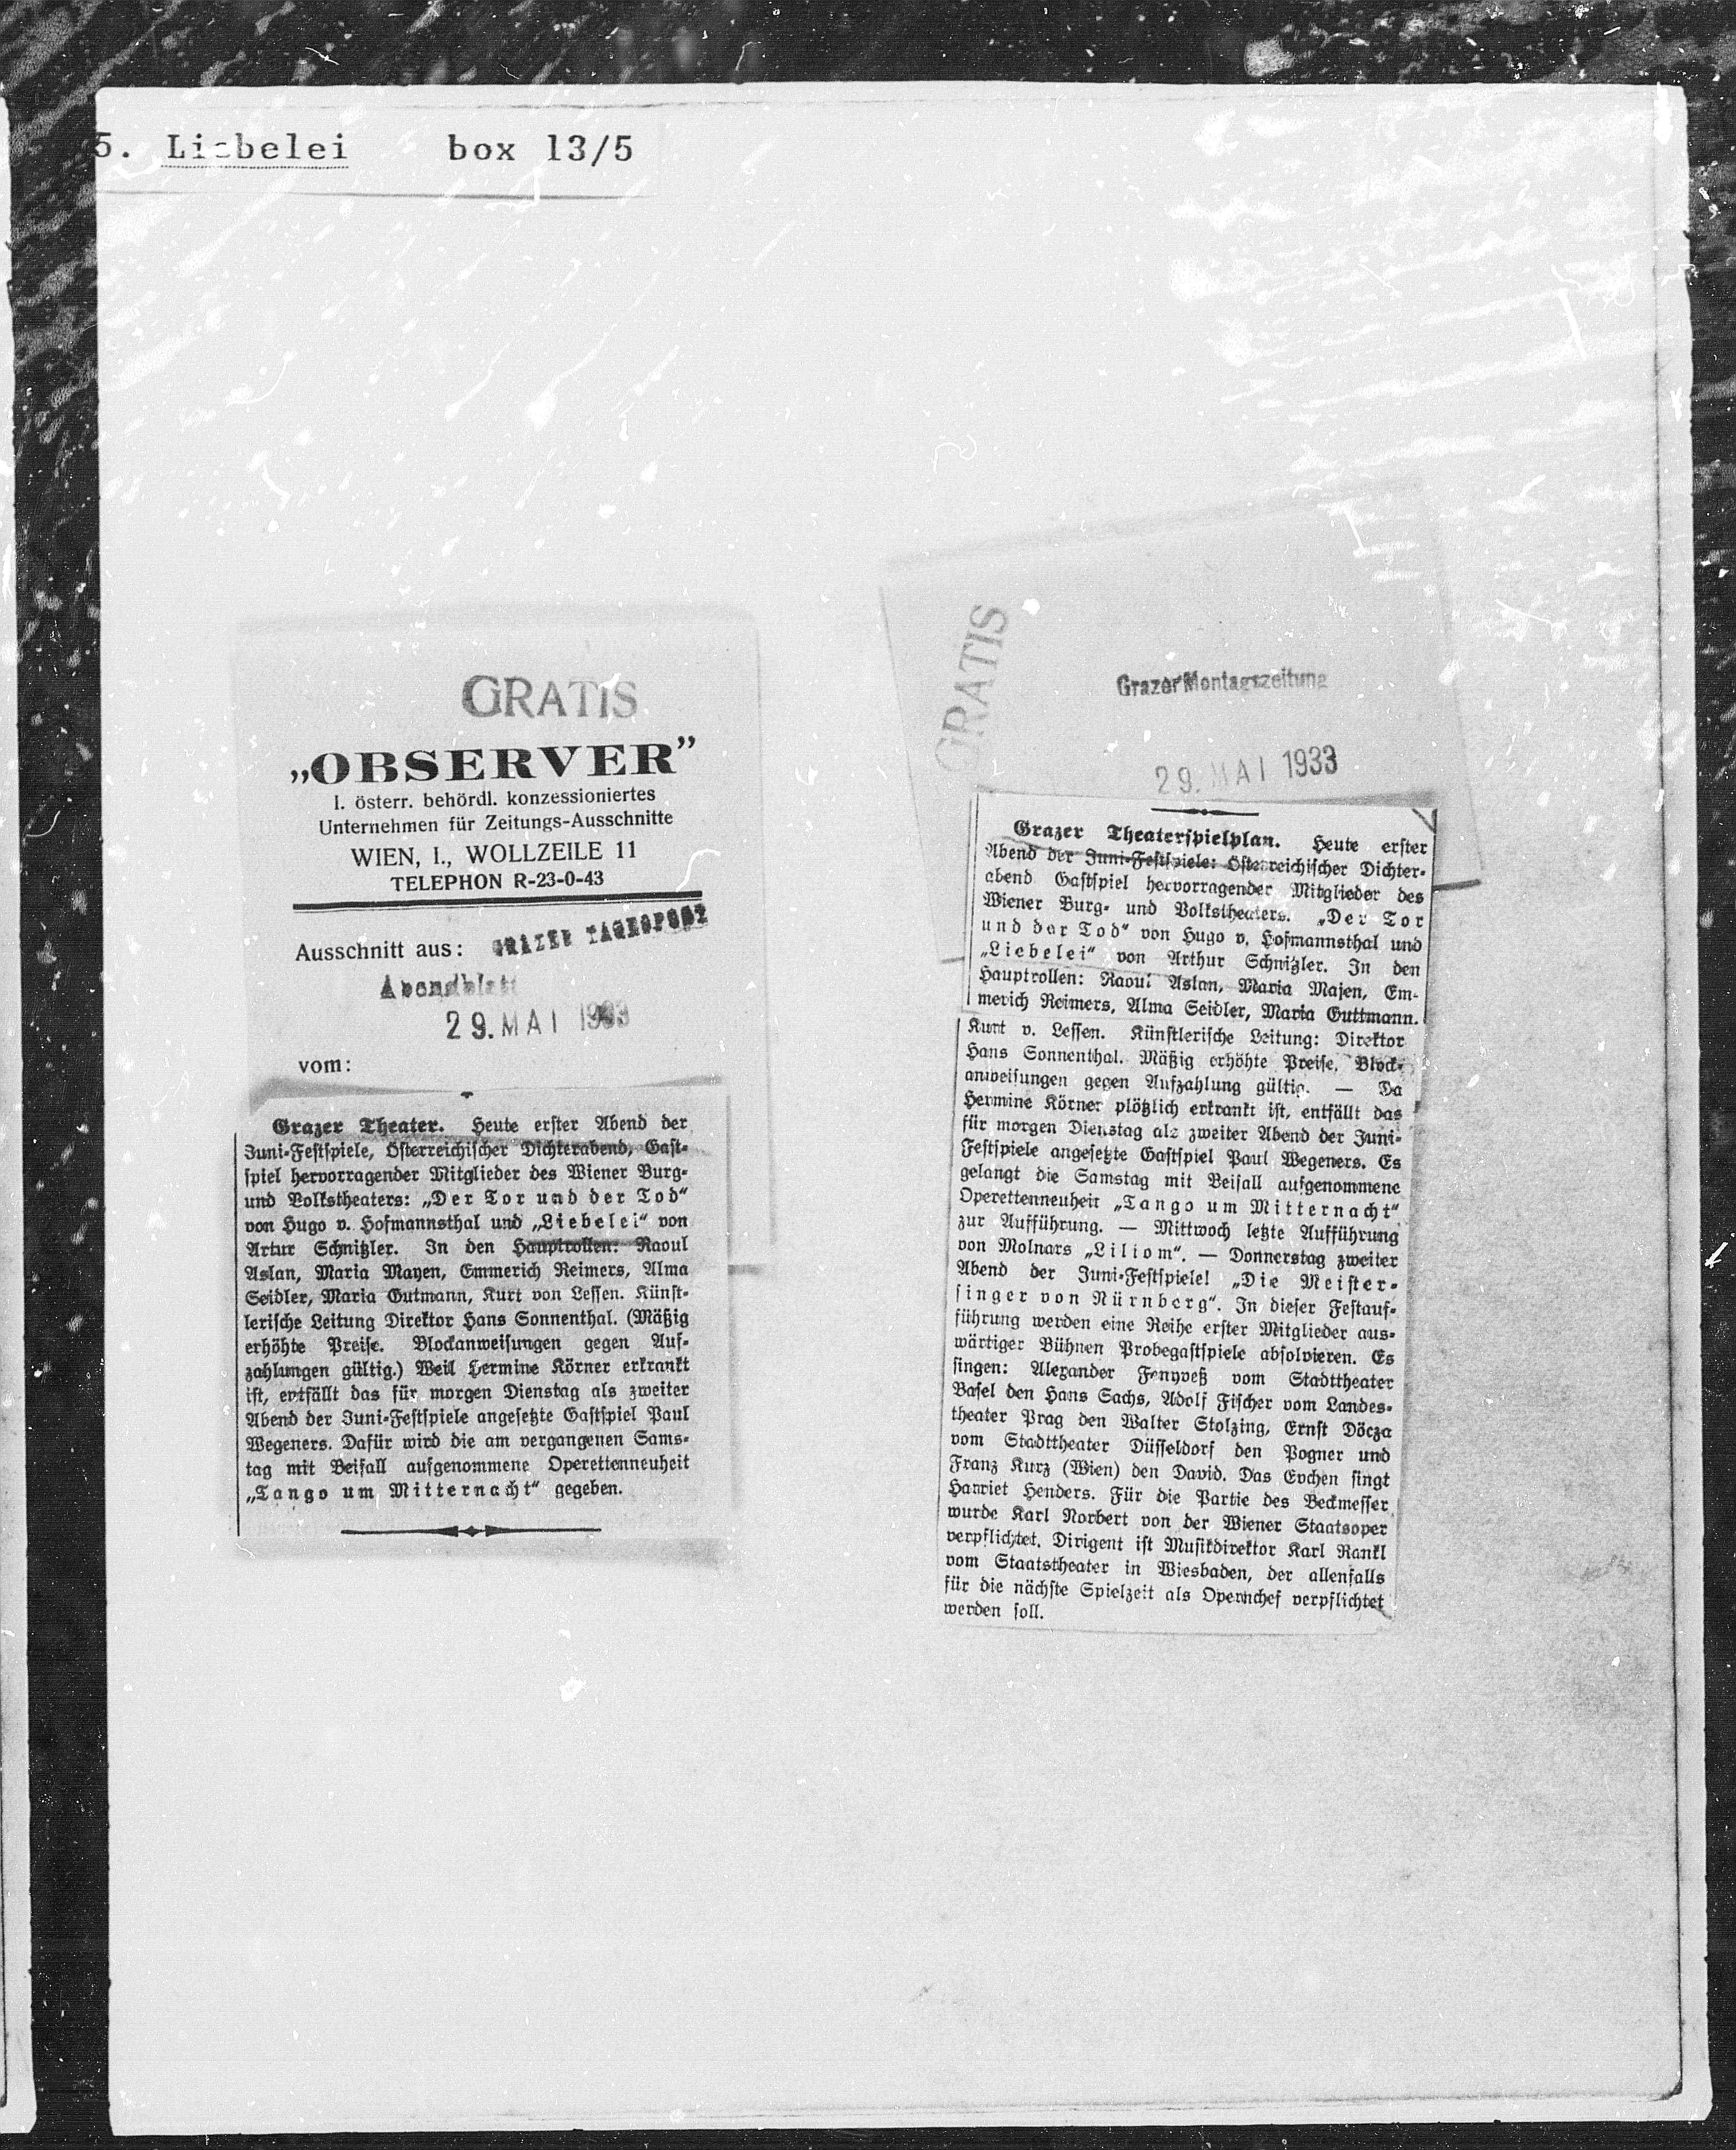 5. Liebelei box 13/5
GRATIS
„OBSERVER”
I. österr. behördl. konzessioniertes
Unternehmen für Zeitungs-Ausschnitte
WIEN, I., WOLLZEILE 11
TELEPHON R-23-0-43
Ausschnitt aus: GRAZER TAGESPOST
Abendblatt
29. MAI 1933
vom:
Grazer Theater. Heute erster Abend der
Juni-Festspiele, Österreichischer Dichterabend, Gast-
spiel hervorragender Mitglieder des Wiener Burg-
und Volkstheaters: „Der Tor und der Tod“
von Hugo v. Hofmannsthal und „Liebelei“ von
Artur Schnitzler. In den Hauptrollen: Raoul
Aslan, Maria Mayen, Emmerich Reimers, Alma
Seidler, Maria Gutmann, Kurt von Lessen. Künst-
lerische Leitung Direktor Hans Sonnenthal. (Mäßig
erhöhte Preise. Blockanweisungen gegen Auf-
zahlungen gültig.) Weil Hermine Körner erkrankt
ist, entfällt das für morgen Dienstag als zweiter
Abend der Juni-Festspiele angesetzte Gastspiel Paul
Wegeners. Dafür wird die am vergangenen Sams-
tag mit Beifall aufgenommene Operettenneuheit
„Tango um Mitternacht“ gegeben.
GRATIS
Grazer Montagszeitung
29. MAI 1933
Grazer Theaterspielplan. Heute erster
Abend der Juni-Festspiele: Österreichischer Dichter-
abend Gastspiel hervorragender Mitglieder des
Wiener Burg- und Volkstheaters. „Der Tor
und der Tod“ von Hugo v. Hofmannsthal und
„Liebelei“ von Arthur Schnitzler. In den
Hauptrollen: Raoul Aslan, Maria Majen, Em-
merich Reimers, Alma Seidler, Maria Guttmann.
Kurt v. Lessen. Künstlerische Leitung: Direktor
Hans Sonnenthal. Mäßig erhöhte Preise. Block-
anweisungen gegen Aufzahlung gültig. — Da
Hermine Körner plötzlich erkrankt ist, entfällt das
für morgen Dienstag als zweiter Abend der Juni-
Festspiele angesetzte Gastspiel Paul Wegeners. Es
gelangt die Samstag mit Beifall aufgenommene
Operettenneuheit „Tango um Mitternacht“
zur Aufführung. — Mittwoch letzte Aufführung
von Molnars „Liliom“. — Donnerstag zweiter
Abend der Juni-Festspiele! „Die Meister-
singer von Nürnberg“. In dieser Festauf-
führung werden eine Reihe erster Mitglieder aus-
wärtiger Bühnen Probegastspiele absolvieren. Es
singen: Alexander Fenyveß vom Stadttheater
Basel den Hans Sachs, Adolf Fischer vom Landes-
theater Prag den Walter Stolzing, Ernst Döcza
vom Stadttheater Düsseldorf den Pogner und
Franz Kurz (Wien) den David. Das Evchen singt
Harriet Henders. Für die Partie des Beckmesser
wurde Karl Norbert von der Wiener Staatsoper
verpflichtet. Dirigent ist Musikdirektor Karl Rankl
vom Staatstheater in Wiesbaden, der allenfalls
für die nächste Spielzeit als Opernchef verpflichtet
werden soll.